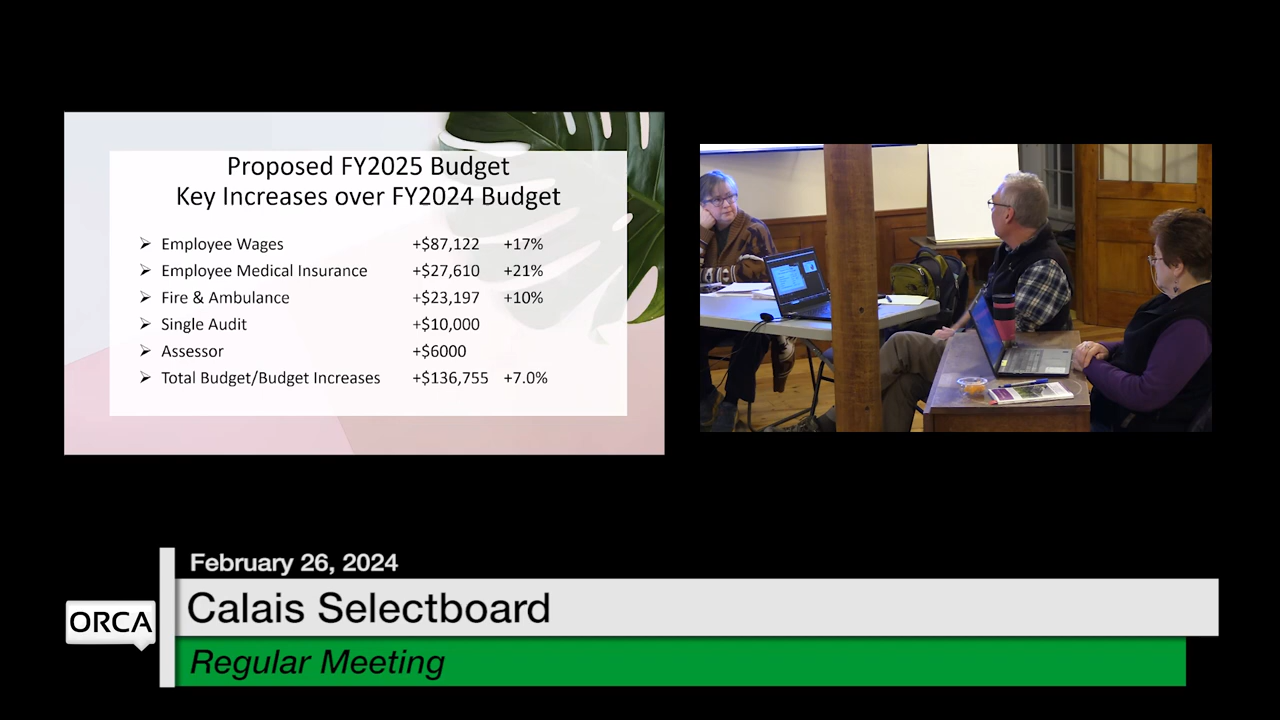 Proposed FY2025 Budget
Key Increases over FY2024 Budget
➢ Employee Wages +$87,122 +17%
➢ Employee Medical Insurance +$27,610 +21%
➢ Fire & Ambulance +$23,197 +10%
➢ Single Audit +$10,000
➢ Assessor +$6000
➢ Total Budget/Budget Increases +$136,755 +7.0%
February 26, 2024
ORCA
Calais Selectboard
Regular Meeting